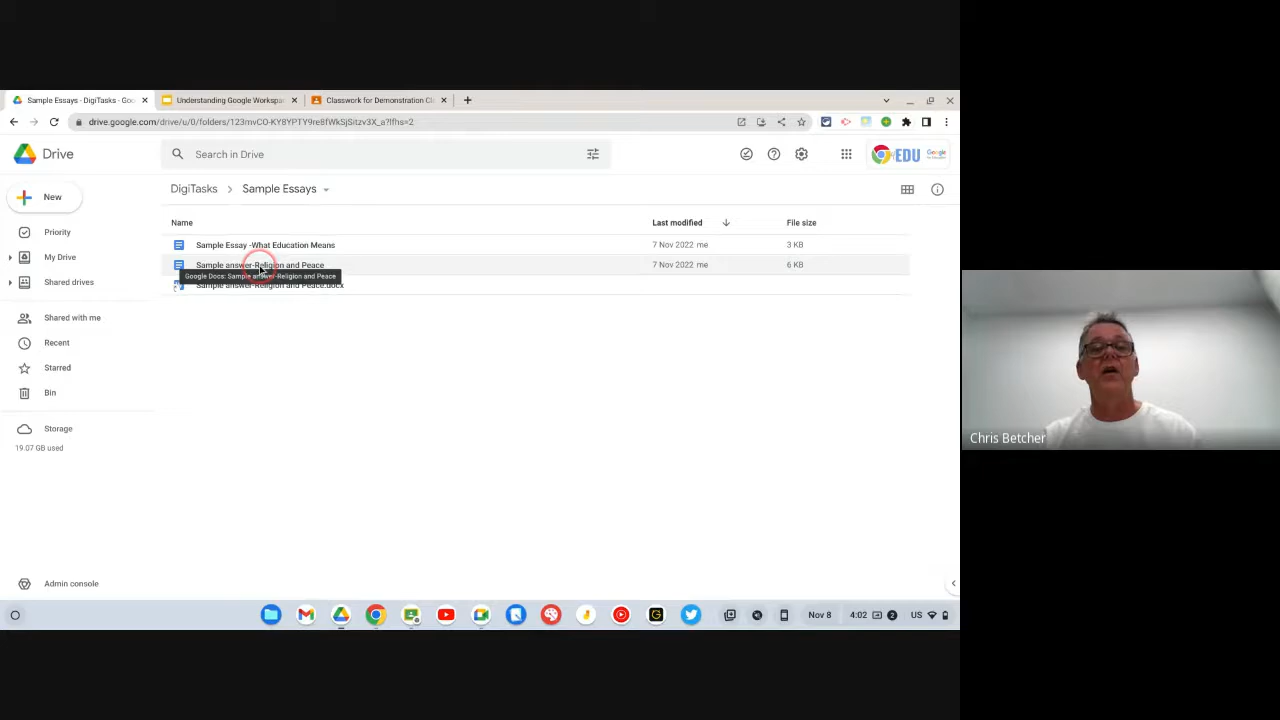 Sample Essays - DigiTasks - Goo
Understanding Google Workspa
Classwork for Demonstration Cl
drive.google.com/drive/u/0/folders/123mvCO-KY8YPTY9re8fWkSjSitzv3X_a?lfhs=2
Drive
Search in Drive
EDU
Google
New
DigiTasks
Sample Essays
Priority
My Drive
Shared drives
Shared with me
Recent
Starred
Bin
Storage
19.07 GB used
Name
Last modified
File size
Sample Essay -What Education Means
7 Nov 2022 me
3 KB
Sample answer-Religion and Peace
7 Nov 2022 me
6 KB
Google Docs: Sample answer-Religion and Peace
Sample answer-Religion and Peace.docx
Chris Betcher
Admin console
Nov 8
4:02
2
US